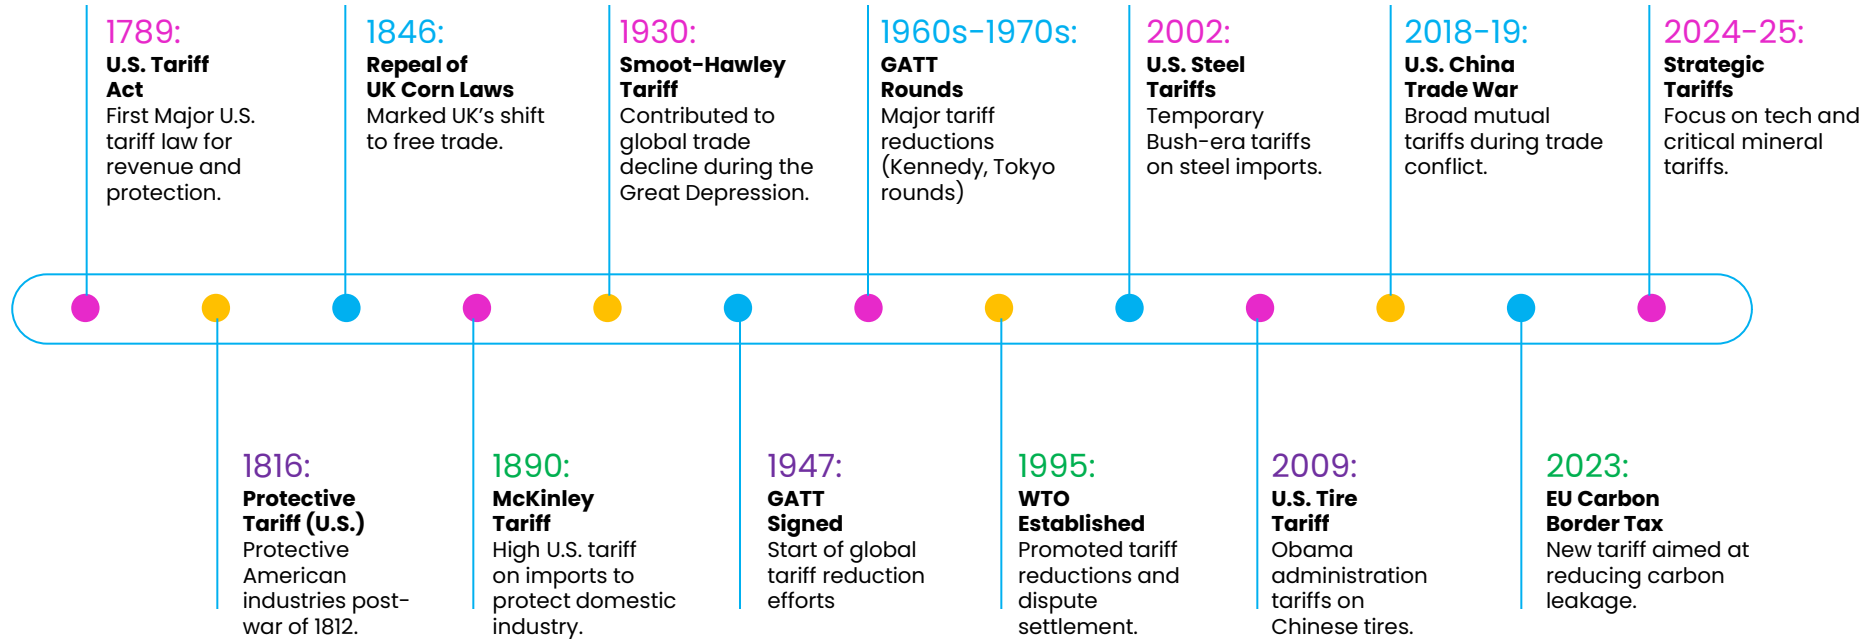 1789:
U.S. Tariff
Act
First Major U.S.
tariff law for
revenue and
protection.
1846:
Repeal of
UK Corn Laws
Marked UK's shift
to free trade.
1930:
Smoot-Hawley
Tariff
Contributed to
global trade
decline during the
Great Depression.
1960s-1970s:
GATT
Rounds
Major tariff
reductions
(Kennedy, Tokyo
rounds)
2002:
U.S. Steel
Tariffs
Temporary
Bush-era tariffs
on steel imports.
2018-19:
U.S. China
Trade War
Broad mutual
tariffs during trade
conflict.
2024-25:
Strategic
Tariffs
Focus on tech and
critical mineral
tariffs.
1816:
Protective
Tariff (U.S.)
Protective
American
industries post-
war of 1812.
1890:
McKinley
Tariff
High U.S. tariff
on imports to
protect domestic
industry.
1947:
GATT
Signed
Start of global
tariff reduction
efforts
1995:
WTO
Established
Promoted tariff
reductions and
dispute
settlement.
2009:
U.S. Tire
Tariff
Obama
administration
tariffs on
Chinese tires.
2023:
EU Carbon
Border Tax
New tariff aimed at
reducing carbon
leakage.